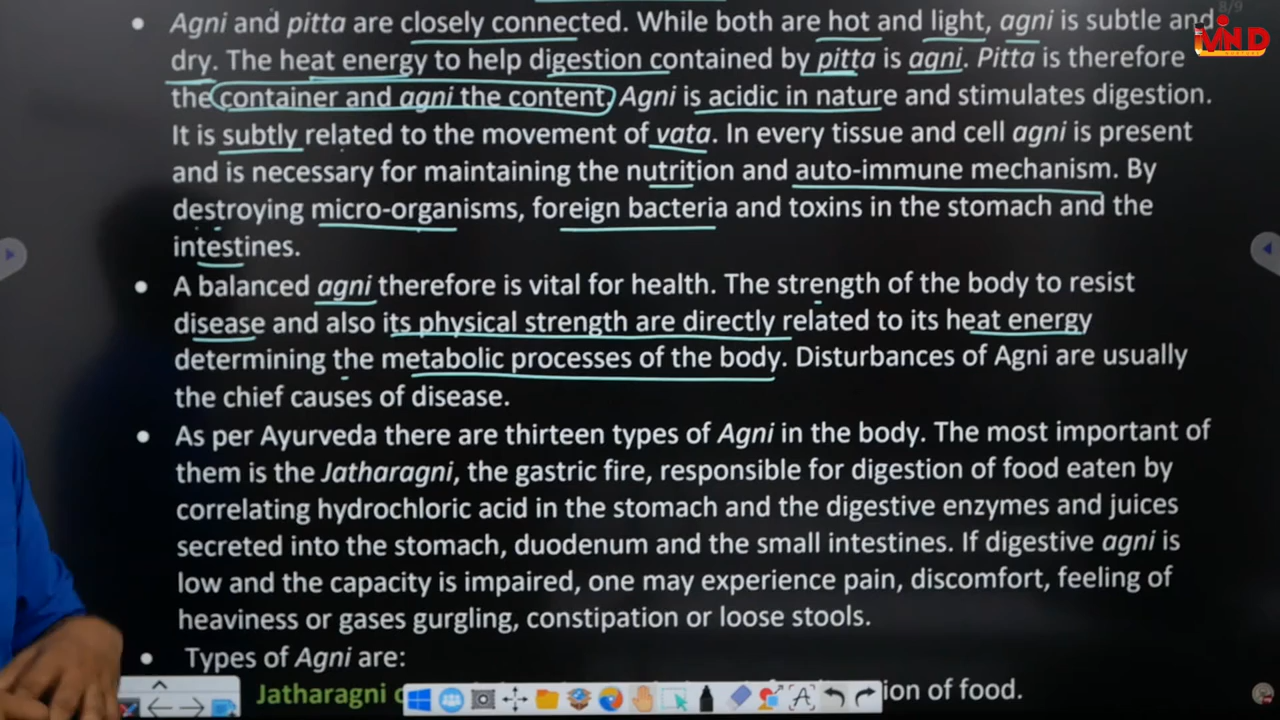 8/9
MIND
• Agni and pitta are closely connected. While both are hot and light, agni is subtle and
dry. The heat energy to help digestion contained by pitta is agni. Pitta is therefore
the container and agni the content, Agni is acidic in nature and stimulates digestion.
It is subtly related to the movement of vata. In every tissue and cell agni is present
and is necessary for maintaining the nutrition and auto-immune mechanism. By
destroying micro-organisms, foreign bacteria and toxins in the stomach and the
intestines.
• A balanced agni therefore is vital for health. The strength of the body to resist
disease and also its physical strength are directly related to its heat energy
determining the metabolic processes of the body. Disturbances of Agni are usually
the chief causes of disease.
• As per Ayurveda there are thirteen types of Agni in the body. The most important of
them is the Jatharagni, the gastric fire, responsible for digestion of food eaten by
correlating hydrochloric acid in the stomach and the digestive enzymes and juices
secreted into the stomach, duodenum and the small intestines. If digestive agni is
low and the capacity is impaired, one may experience pain, discomfort, feeling of
heaviness or gases gurgling, constipation or loose stools.
• Types of Agni are:
Jatharagni ion of food.